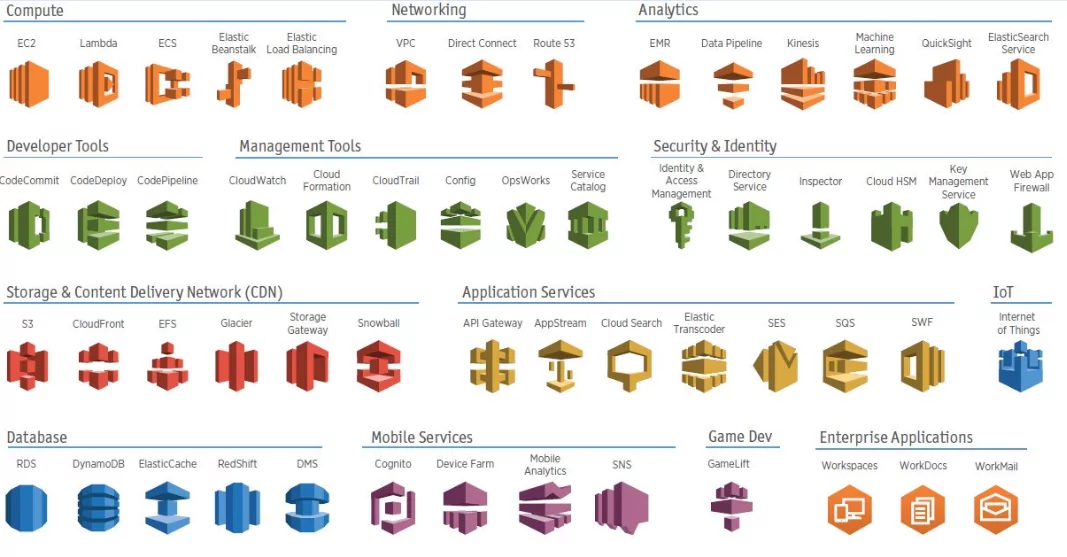 Compute
Networking
Analytics
EC2
Lambda
ECS
Elastic
Beanstalk
Elastic
Load Balancing
VPC
Direct Connect
Route 53
EMR
Data Pipeline
Kinesis
Machine
Learning
QuickSight
ElasticSearch
Service
Developer Tools
Management Tools
Security & Identity
CodeCommit
CodeDeploy
CodePipeline
CloudWatch
Cloud
Formation
CloudTrail
Config
OpsWorks
Service
Catalog
Identity &
Access
Management
Directory
Service
Inspector
Cloud HSM
Key
Management
Service
Web App
Firewall
Storage & Content Delivery Network (CDN)
Application Services
IoT
S3
CloudFront
EFS
Glacier
Storage
Gateway
Snowball
API Gateway
AppStream
Cloud Search
Elastic
Transcoder
SES
SQS
SWF
Internet
of Things
Database
Mobile Services
Game Dev
Enterprise Applications
RDS
DynamoDB
ElasticCache
RedShift
DMS
Cognito
Device Farm
Mobile
Analytics
SNS
GameLift
Workspaces
WorkDocs
WorkMail